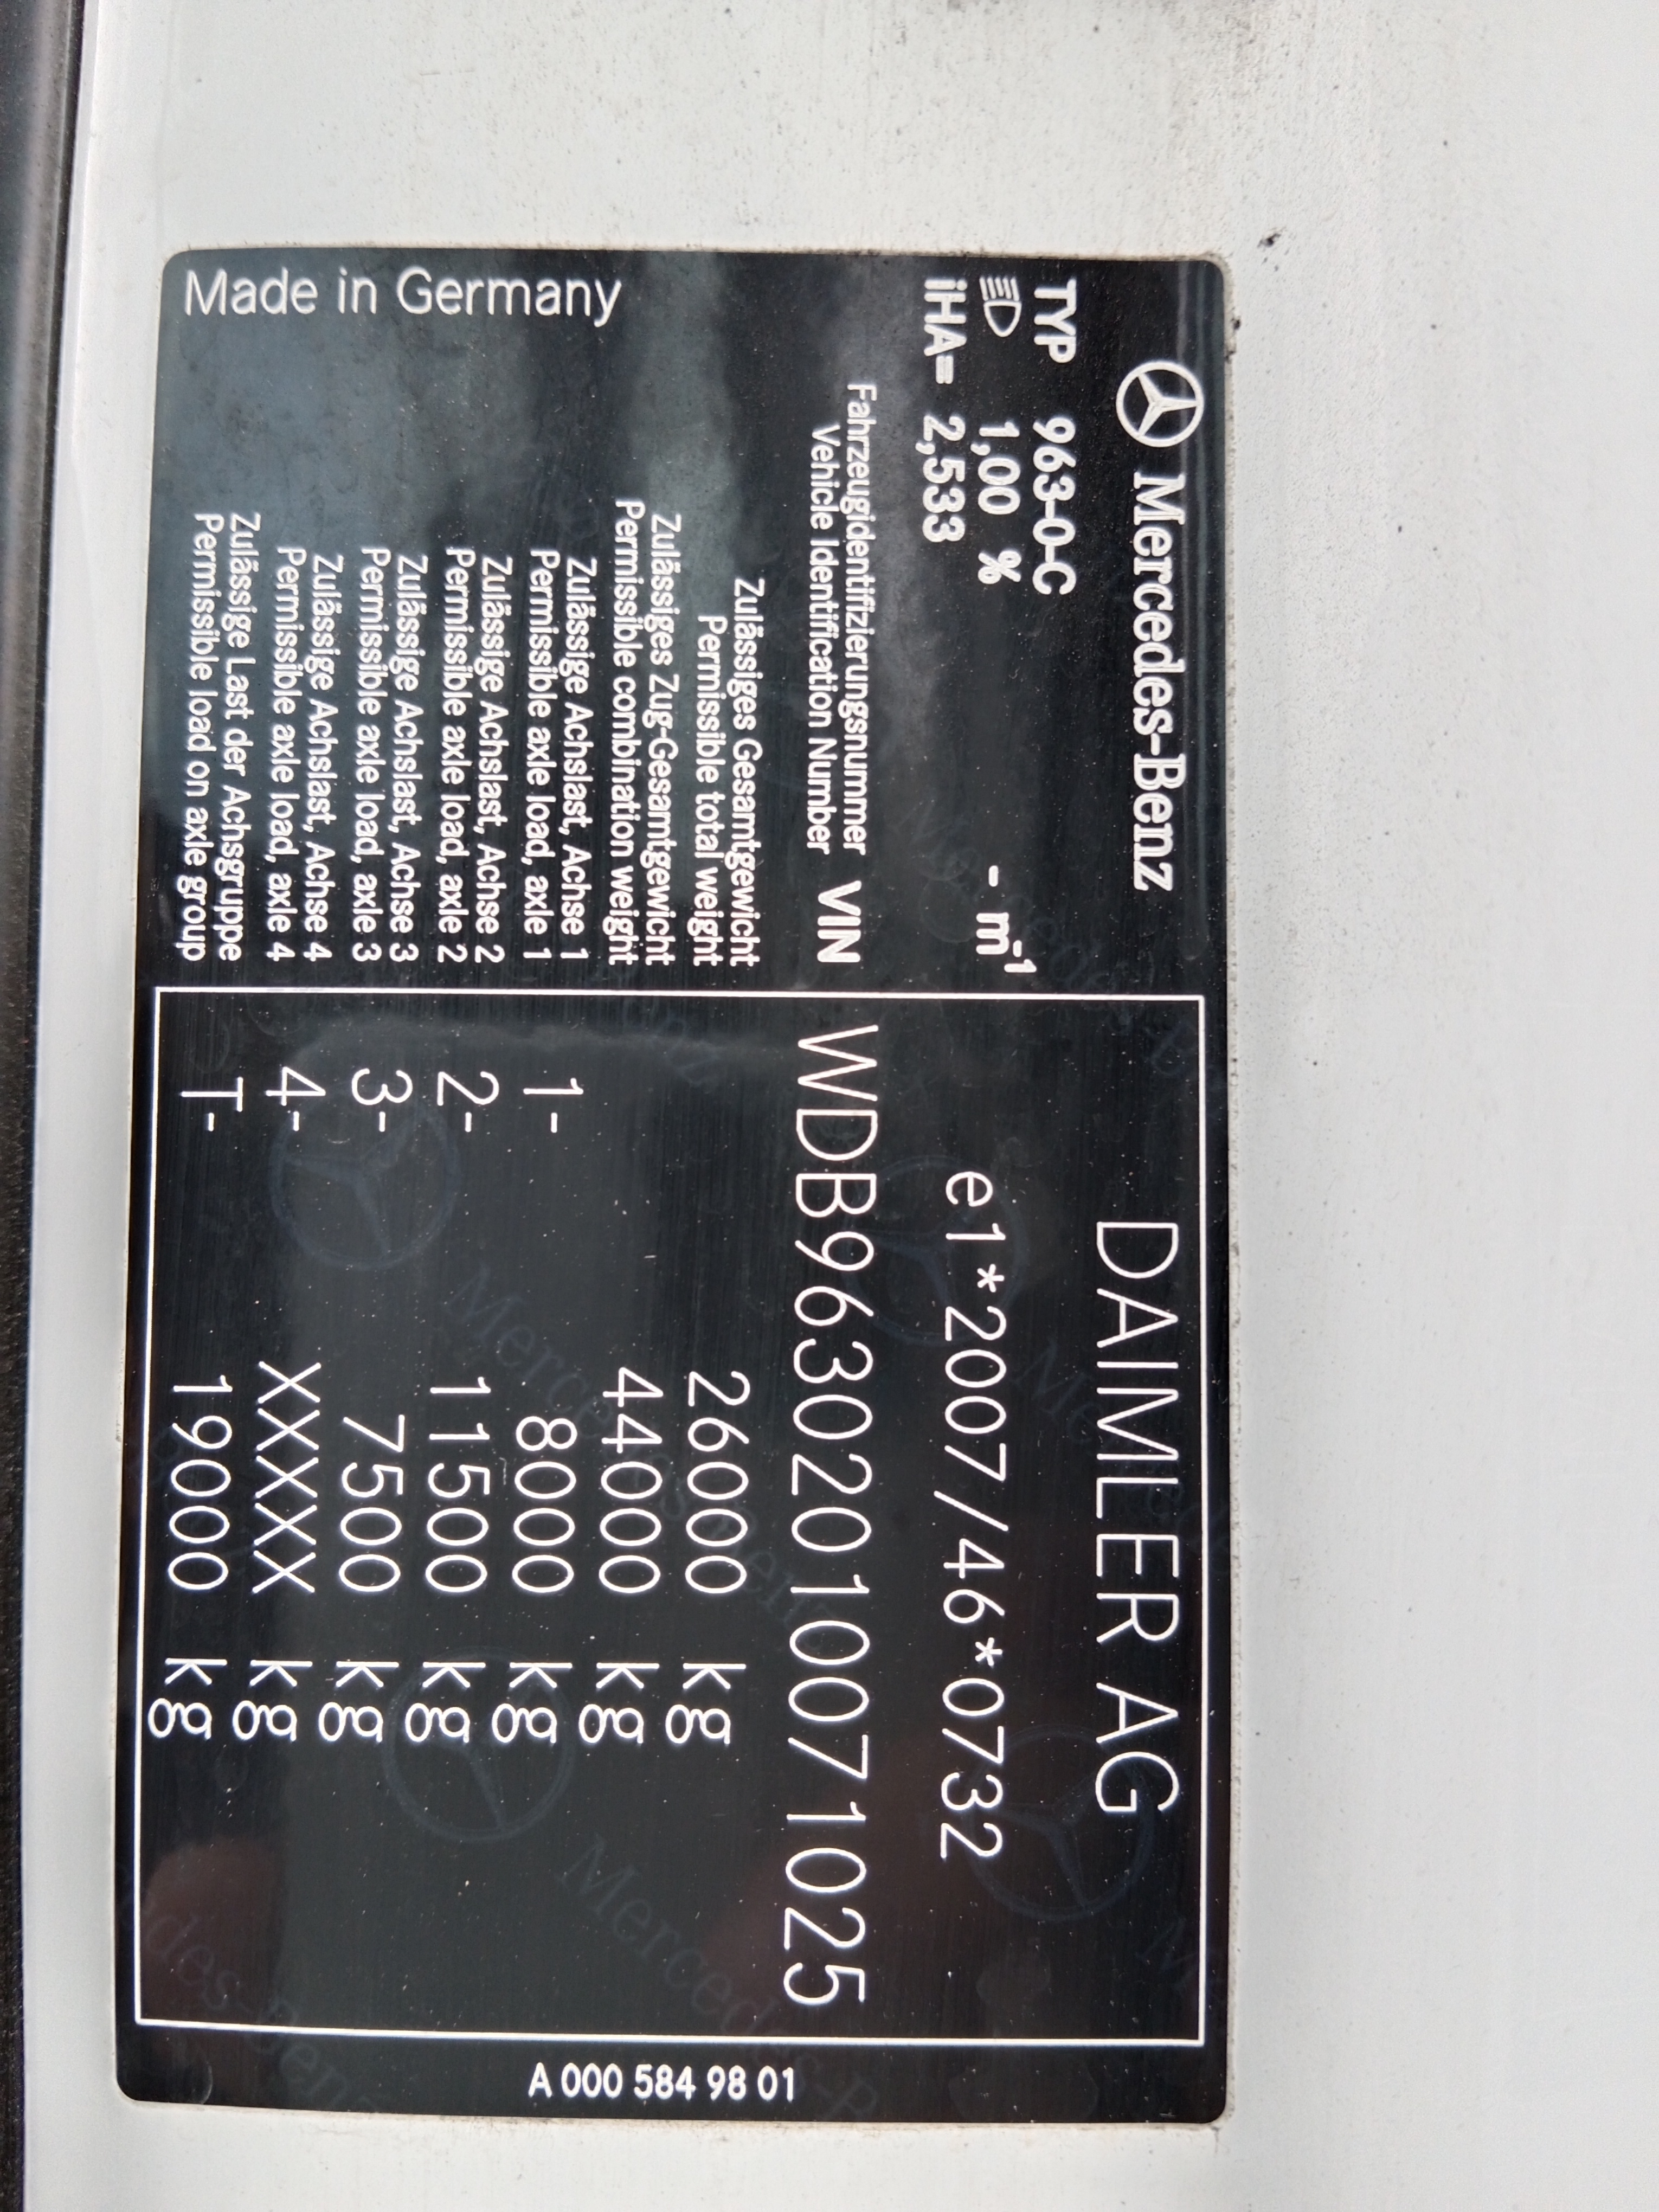 Mercedes-Benz
DAIMLER AG
TYP 963-0-C
1,00 % - m-1
iHA= 2,533
e1*2007/46*0732
Fahrzeugidentifizierungsnummer
Vehicle Identification Number VIN
WDB9630201007 1025
Zulässiges Gesamtgewicht
Permissible total weight
26000 kg
Zulässiges Zug-Gesamtgewicht
Permissible combination weight
44000 kg
Zulässige Achslast, Achse 1
Permissible axle load, axle 1
1- 8000 kg
Zulässige Achslast, Achse 2
Permissible axle load, axle 2
2- 11500 kg
Zulässige Achslast, Achse 3
Permissible axle load, axle 3
3- 7500 kg
Zulässige Achslast, Achse 4
Permissible axle load, axle 4
4- XXXXX kg
Zulässige Last der Achsgruppe
Permissible load on axle group
T- 19000 kg
Made in Germany
A 000 584 98 01